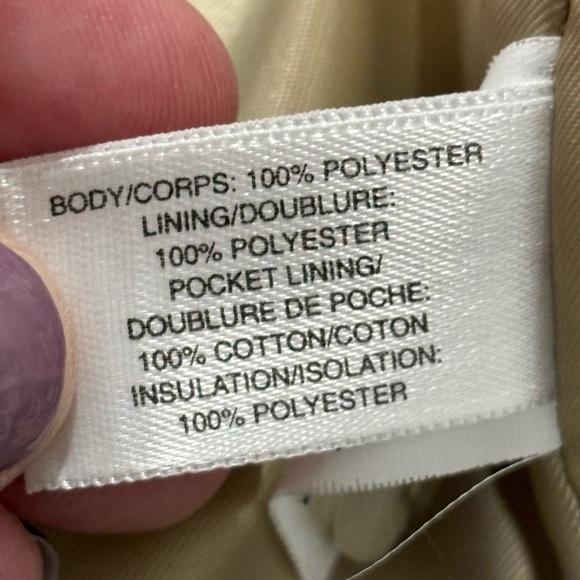 BODY/CORPS: 100% POLYESTER
LINING/DOUBLURE:
100% POLYESTER
POCKET LINING/
DOUBLURE DE POCHE:
100% COTTON/COTON
INSULATION/ISOLATION:
100% POLYESTER